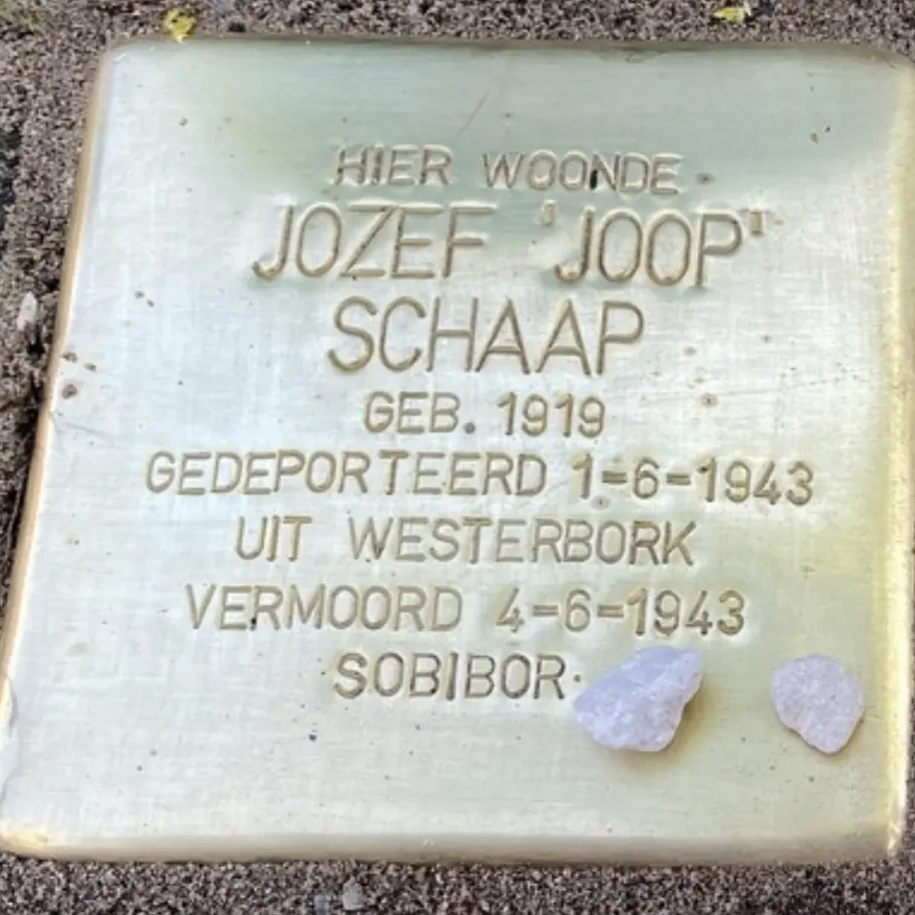 HIER WOONDE
JOZEF 'JOOP'
SCHAAP
GEB. 1919
GEDEPORTEERD 1-6-1943
UIT WESTERBORK
VERMOORD 4-6-1943
SOBIBOR